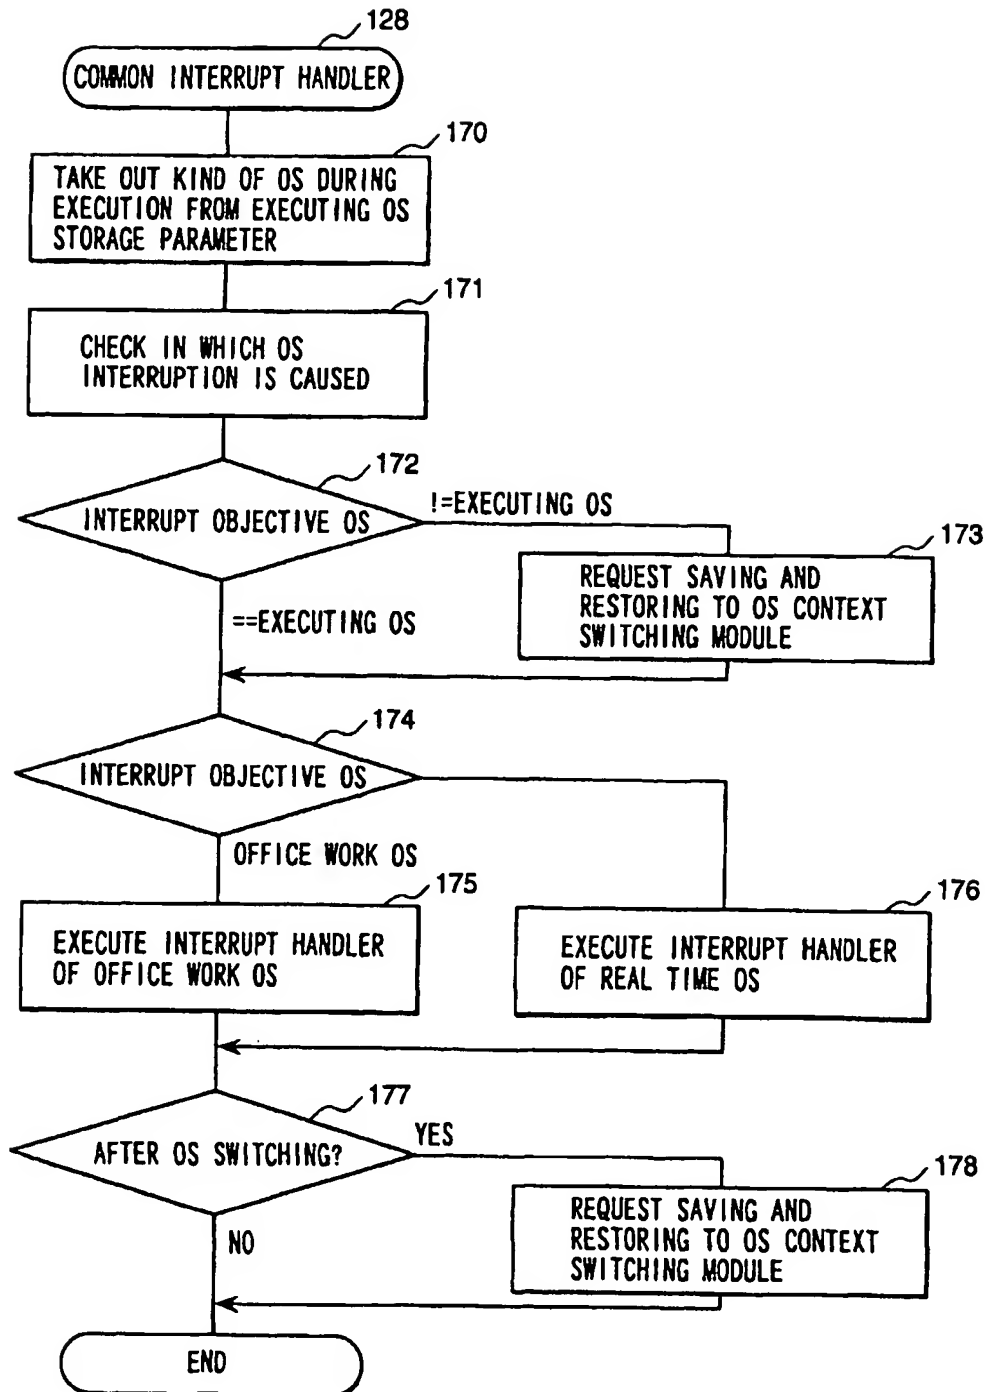 128
COMMON INTERRUPT HANDLER
170
TAKE OUT KIND OF OS DURING
EXECUTION FROM EXECUTING OS
STORAGE PARAMETER
171
CHECK IN WHICH OS
INTERRUPTION IS CAUSED
172
INTERRUPT OBJECTIVE OS
!=EXECUTING OS
173
REQUEST SAVING AND
RESTORING TO OS CONTEXT
SWITCHING MODULE
==EXECUTING OS
174
INTERRUPT OBJECTIVE OS
OFFICE WORK OS
175
EXECUTE INTERRUPT HANDLER
OF OFFICE WORK OS
176
EXECUTE INTERRUPT HANDLER
OF REAL TIME OS
177
AFTER OS SWITCHING?
YES
178
REQUEST SAVING AND
RESTORING TO OS CONTEXT
SWITCHING MODULE
NO
END